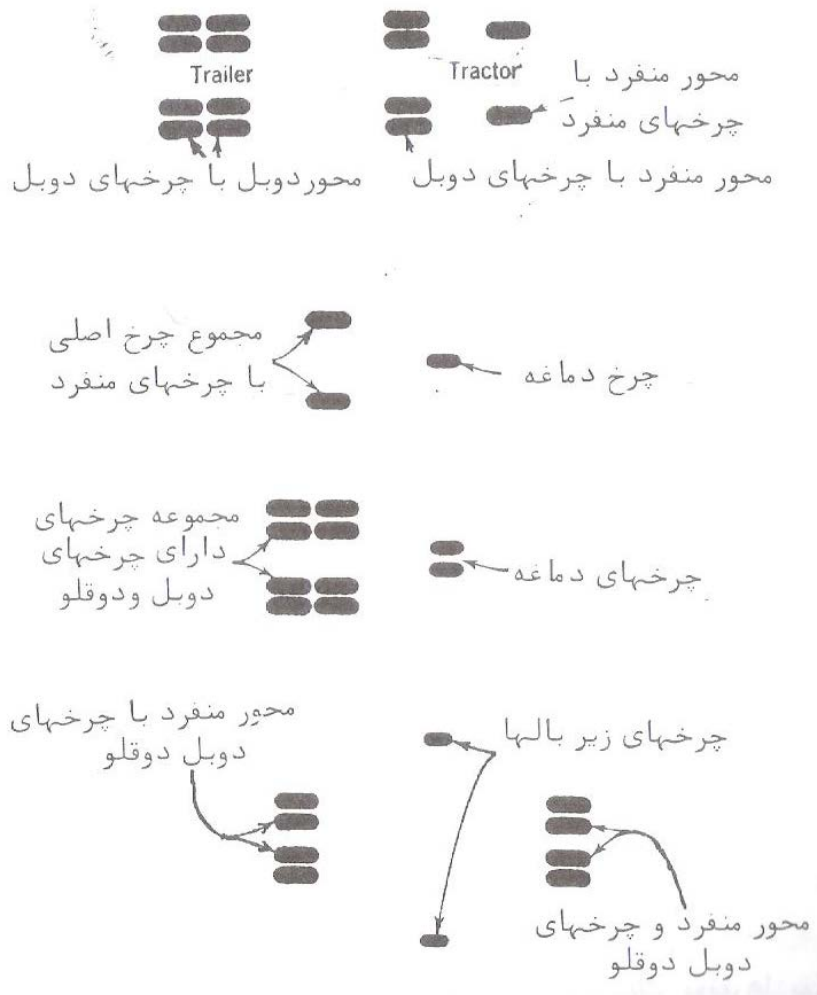 Trailer
Tractor
محور منفرد با
چرخهای منفرد
محور دوبل با چرخهای دوبل
محور منفرد با چرخهای دوبل
مجموع چرخ اصلی
با چرخهای منفرد
چرخ دماغه
مجموعه چرخهای
دارای چرخهای
دوبل ودوقلو
چرخهای دماغه
محور منفرد با چرخهای
دوبل دوقلو
چرخهای زیر بالها
محور منفرد و چرخهای
دوبل دوقلو